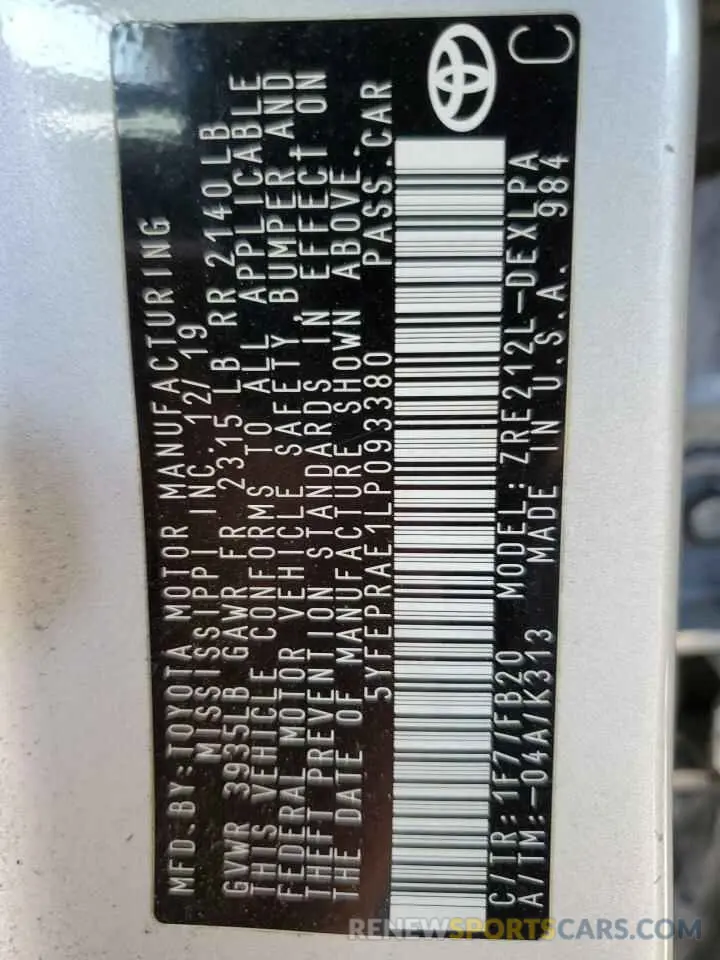 MFD. BY: TOYOTA MOTOR MANUFACTURING
MISSISSIPPI INC. 12/19
GVWR 3935LB GAWR FR 2315 LB RR 2140LB
THIS VEHICLE CONFORMS TO ALL APPLICABLE
FEDERAL MOTOR VEHICLE SAFETY, BUMPER AND
THEFT PREVENTION STANDARDS IN EFFECT ON
THE DATE OF MANUFACTURE SHOWN ABOVE.
5YFEPRAE1LP093380 PASS.CAR
C/TR: 1F7/FB20 MODEL: ZRE212L-DEXLPA
A/TM:-04A/K313 MADE IN U.S.A. 984
C
RENEWSPORTSCARS.COM